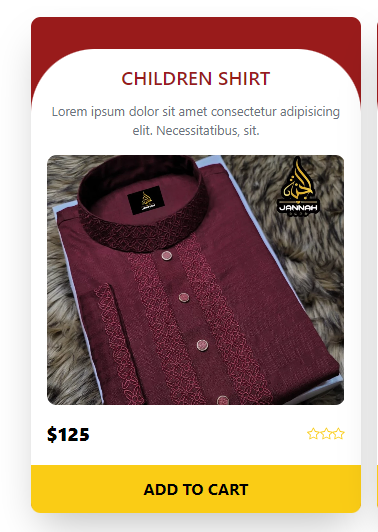 CHILDREN SHIRT
Lorem ipsum dolor sit amet consectetur adipisicing
elit. Necessitatibus, sit.
JANNAH
$125
ADD TO CART